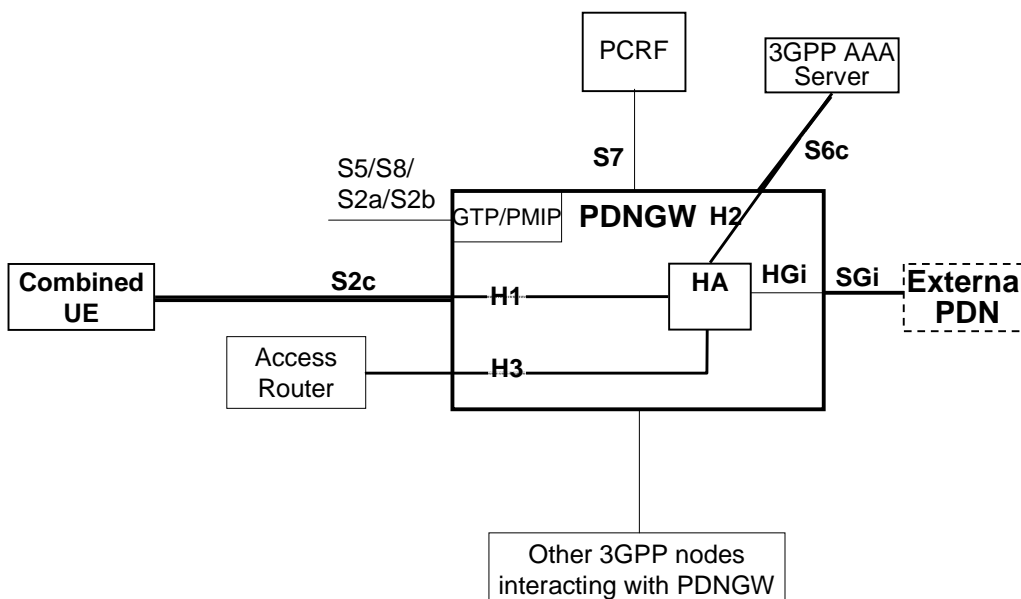 PCRF
3GPP AAA
Server
S7
S6c
S5/S8/
S2a/S2b
GTP/PMIP
PDNGW
H2
Combined
UE
S2c
H1
HA
HGi
SGi
Externa
PDN
Access
Router
H3
Other 3GPP nodes
interacting with PDNGW